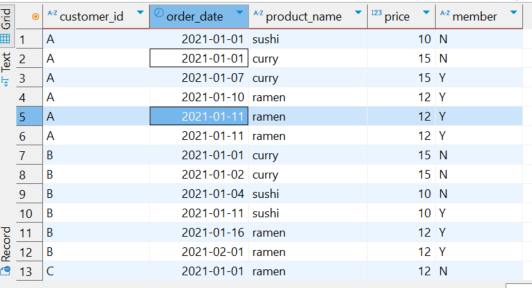 Grid
Text
Record
A-Z customer_id order_date A-Z product_name 123 price A-Z member
1 A 2021-01-01 sushi 10 N
2 A 2021-01-01 curry 15 N
3 A 2021-01-07 curry 15 Y
4 A 2021-01-10 ramen 12 Y
5 A 2021-01-11 ramen 12 Y
6 A 2021-01-11 ramen 12 Y
7 B 2021-01-01 curry 15 N
8 B 2021-01-02 curry 15 N
9 B 2021-01-04 sushi 10 N
10 B 2021-01-11 sushi 10 Y
11 B 2021-01-16 ramen 12 Y
12 B 2021-02-01 ramen 12 Y
13 C 2021-01-01 ramen 12 N